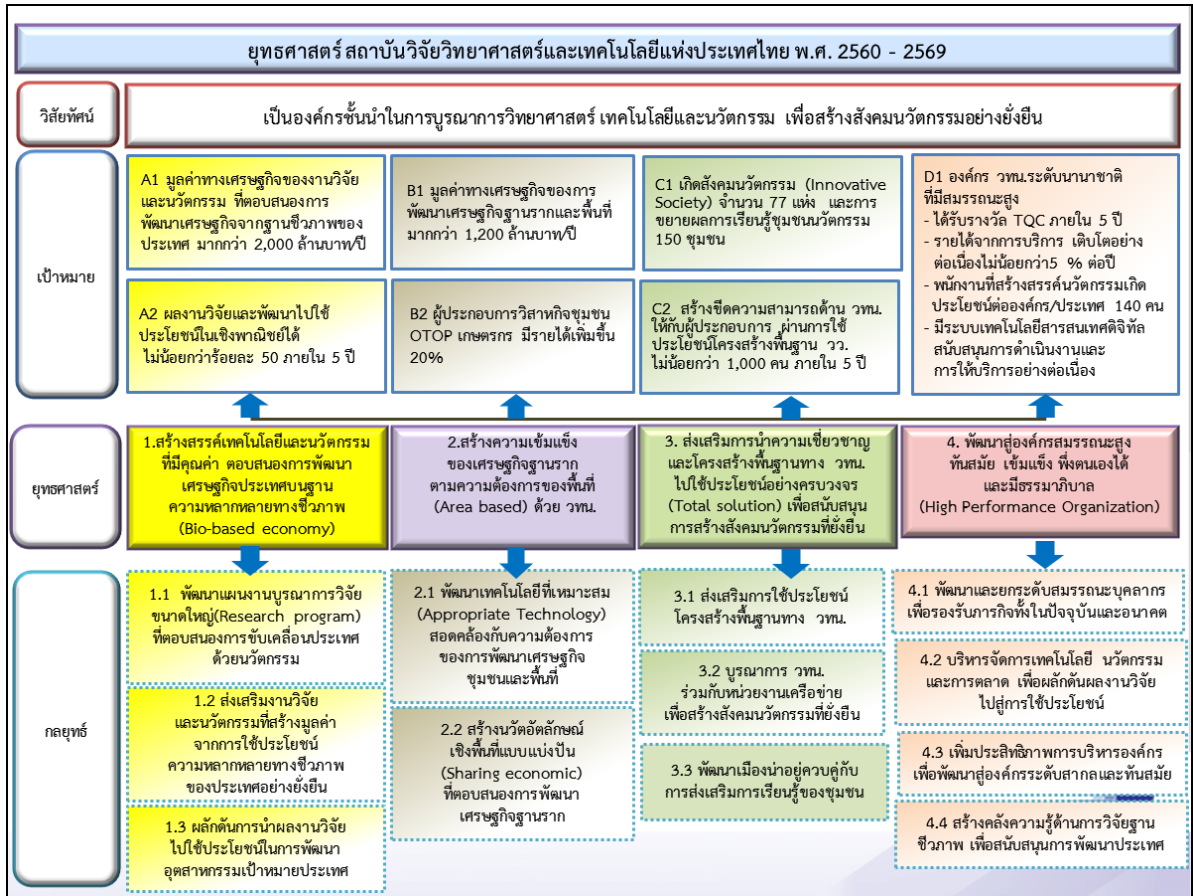 ยุทธศาสตร์ สถาบันวิจัยวิทยาศาสตร์และเทคโนโลยีแห่งประเทศไทย พ.ศ. 2560 - 2569
วิสัยทัศน์
เป็นองค์กรชั้นนำในการบูรณาการวิทยาศาสตร์ เทคโนโลยีและนวัตกรรม เพื่อสร้างสังคมนวัตกรรมอย่างยั่งยืน
เป้าหมาย
A1 มูลค่าทางเศรษฐกิจของงานวิจัย
และนวัตกรรม ที่ตอบสนองการ
พัฒนาเศรษฐกิจจากฐานชีวภาพของ
ประเทศ มากกว่า 2,000 ล้านบาท/ปี
B1 มูลค่าทางเศรษฐกิจของการ
พัฒนาเศรษฐกิจฐานรากและพื้นที่
มากกว่า 1,200 ล้านบาท/ปี
C1 เกิดสังคมนวัตกรรม (Innovative
Society) จำนวน 77 แห่ง และการ
ขยายผลการเรียนรู้ชุมชนนวัตกรรม
150 ชุมชน
D1 องค์กร วทน.ระดับนานาชาติ
ที่มีสมรรถนะสูง
- ได้รับรางวัล TQC ภายใน 5 ปี
- รายได้จากการบริการ เติบโตอย่าง
ต่อเนื่องไม่น้อยกว่า5 % ต่อปี
- พนักงานที่สร้างสรรค์นวัตกรรมเกิด
ประโยชน์ต่อองค์กร/ประเทศ 140 คน
- มีระบบเทคโนโลยีสารสนเทศดิจิทัล
สนับสนุนการดำเนินงานและ
การให้บริการอย่างต่อเนื่อง
A2 ผลงานวิจัยและพัฒนาไปใช้
ประโยชน์ในเชิงพาณิชย์ได้
ไม่น้อยกว่าร้อยละ 50 ภายใน 5 ปี
B2 ผู้ประกอบการวิสาหกิจชุมชน
OTOP เกษตรกร มีรายได้เพิ่มขึ้น
20%
C2 สร้างขีดความสามารถด้าน วทน.
ให้กับผู้ประกอบการ ผ่านการใช้
ประโยชน์โครงสร้างพื้นฐาน วว.
ไม่น้อยกว่า 1,000 คน ภายใน 5 ปี
ยุทธศาสตร์
1.สร้างสรรค์เทคโนโลยีและนวัตกรรม
ที่มีคุณค่า ตอบสนองการพัฒนา
เศรษฐกิจประเทศบนฐาน
ความหลากหลายทางชีวภาพ
(Bio-based economy)
2.สร้างความเข้มแข็ง
ของเศรษฐกิจฐานราก
ตามความต้องการของพื้นที่
(Area based) ด้วย วทน.
3. ส่งเสริมการนำความเชี่ยวชาญ
และโครงสร้างพื้นฐานทาง วทน.
ไปใช้ประโยชน์อย่างครบวงจร
(Total solution) เพื่อสนับสนุน
การสร้างสังคมนวัตกรรมที่ยั่งยืน
4. พัฒนาสู่องค์กรสมรรถนะสูง
ทันสมัย เข้มแข็ง พึ่งตนเองได้
และมีธรรมาภิบาล
(High Performance Organization)
กลยุทธ์
1.1 พัฒนาแผนงานบูรณาการวิจัย
ขนาดใหญ่(Research program)
ที่ตอบสนองการขับเคลื่อนประเทศ
ด้วยนวัตกรรม
1.2 ส่งเสริมงานวิจัย
และนวัตกรรมที่สร้างมูลค่า
จากการใช้ประโยชน์
ความหลากหลายทางชีวภาพ
ของประเทศอย่างยั่งยืน
1.3 ผลักดันการนำผลงานวิจัย
ไปใช้ประโยชน์ในการพัฒนา
อุตสาหกรรมเป้าหมายประเทศ
2.1 พัฒนาเทคโนโลยีที่เหมาะสม
(Appropriate Technology)
สอดคล้องกับความต้องการ
ของการพัฒนาเศรษฐกิจ
ชุมชนและพื้นที่
2.2 สร้างนวัตอัตลักษณ์
เชิงพื้นที่แบบแบ่งปัน
(Sharing economic)
ที่ตอบสนองการพัฒนา
เศรษฐกิจฐานราก
3.1 ส่งเสริมการใช้ประโยชน์
โครงสร้างพื้นฐานทาง วทน.
3.2 บูรณาการ วทน.
ร่วมกับหน่วยงานเครือข่าย
เพื่อสร้างสังคมนวัตกรรมที่ยั่งยืน
3.3 พัฒนาเมืองน่าอยู่ควบคู่กับ
การส่งเสริมการเรียนรู้ของชุมชน
4.1 พัฒนาและยกระดับสมรรถนะบุคลากร
เพื่อรองรับภารกิจทั้งในปัจจุบันและอนาคต
4.2 บริหารจัดการเทคโนโลยี นวัตกรรม
และการตลาด เพื่อผลักดันผลงานวิจัย
ไปสู่การใช้ประโยชน์
4.3 เพิ่มประสิทธิภาพการบริหารองค์กร
เพื่อพัฒนาสู่องค์กรระดับสากลและทันสมัย
4.4 สร้างคลังความรู้ด้านการวิจัยฐาน
ชีวภาพ เพื่อสนับสนุนการพัฒนาประเทศ